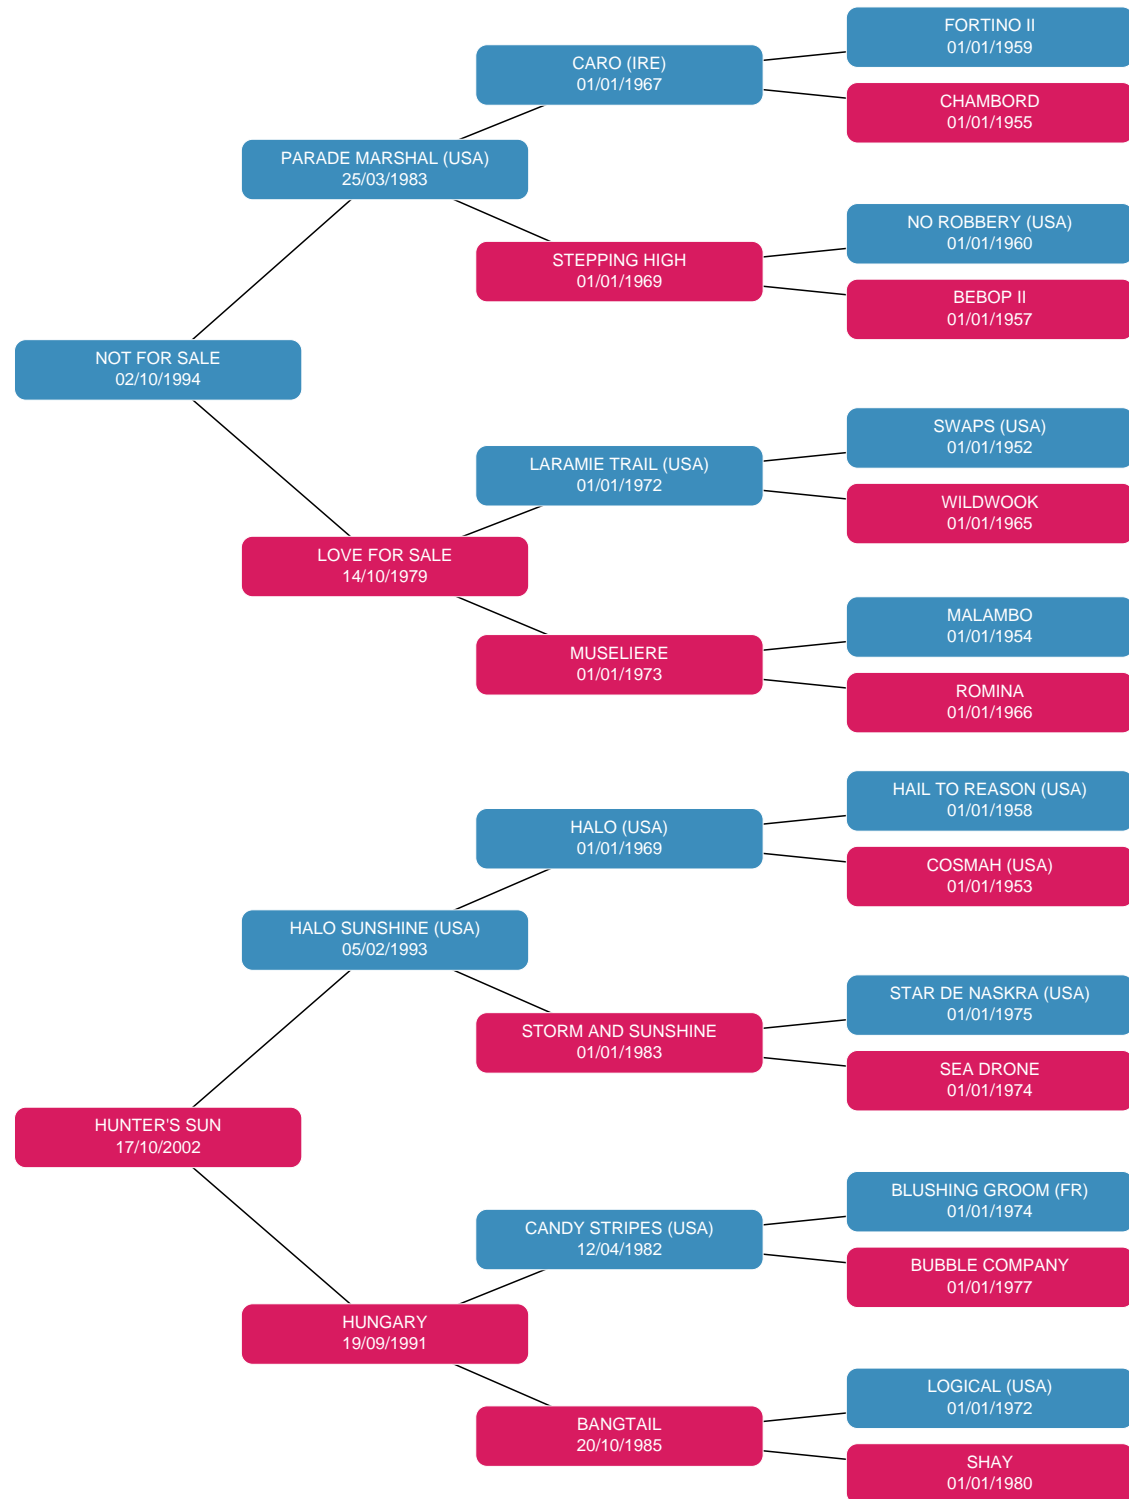 FORTINO II
01/01/1959
CARO (IRE)
01/01/1967
CHAMBORD
01/01/1955
PARADE MARSHAL (USA)
25/03/1983
NO ROBBERY (USA)
01/01/1960
STEPPING HIGH
01/01/1969
BEBOP II
01/01/1957
NOT FOR SALE
02/10/1994
SWAPS (USA)
01/01/1952
LARAMIE TRAIL (USA)
01/01/1972
WILDWOOK
01/01/1965
LOVE FOR SALE
14/10/1979
MALAMBO
01/01/1954
MUSELIERE
01/01/1973
ROMINA
01/01/1966
HAIL TO REASON (USA)
01/01/1958
HALO (USA)
01/01/1969
COSMAH (USA)
01/01/1953
HALO SUNSHINE (USA)
05/02/1993
STAR DE NASKRA (USA)
01/01/1975
STORM AND SUNSHINE
01/01/1983
SEA DRONE
01/01/1974
HUNTER'S SUN
17/10/2002
BLUSHING GROOM (FR)
01/01/1974
CANDY STRIPES (USA)
12/04/1982
BUBBLE COMPANY
01/01/1977
HUNGARY
19/09/1991
LOGICAL (USA)
01/01/1972
BANGTAIL
20/10/1985
SHAY
01/01/1980